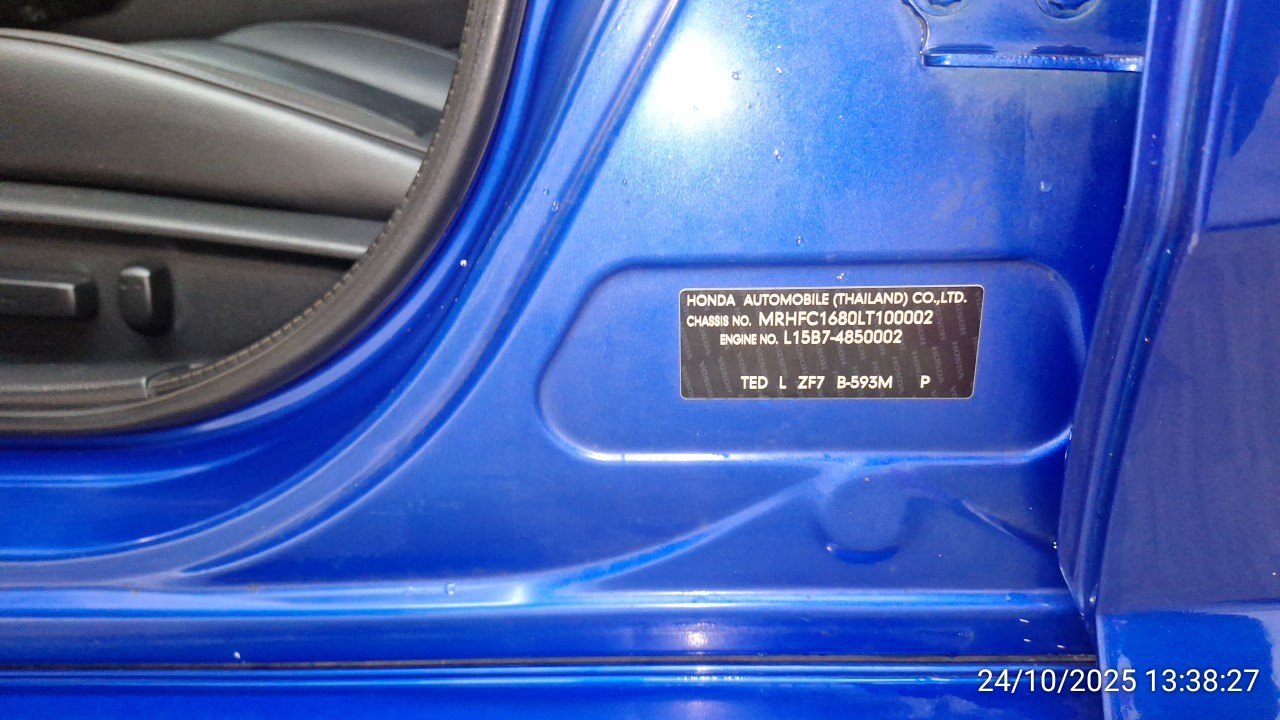 HONDA AUTOMOBILE (THAILAND) CO.,LTD.
CHASSIS NO. MRHFC1680LT100002
ENGINE NO. L15B7-4850002
TED L ZF7 B-593M P
24/10/2025 13:38:27